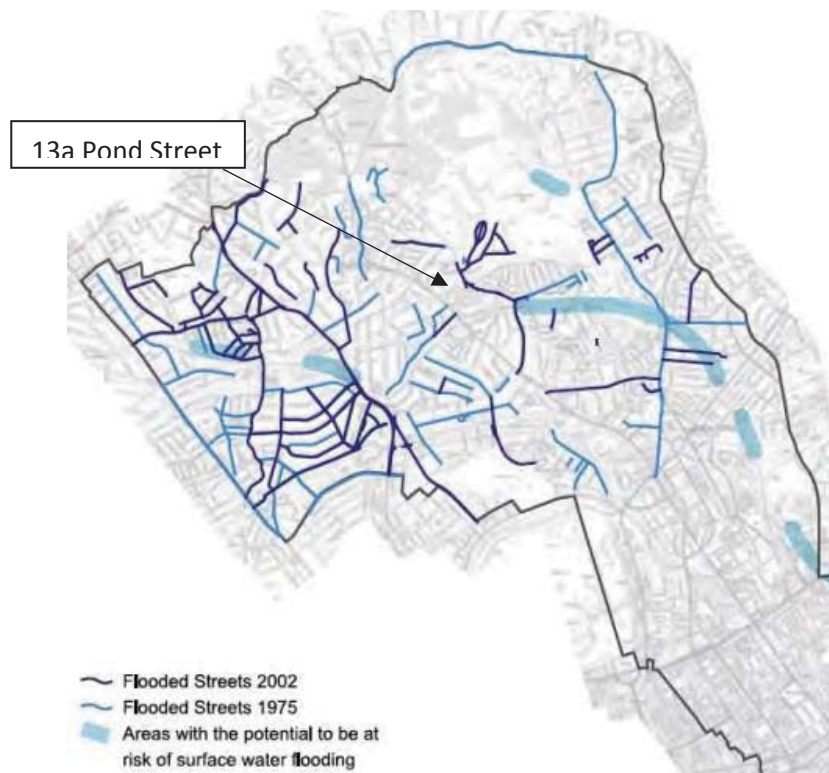 13a Pond Street
Flooded Streets 2002
Flooded Streets 1975
Areas with the potential to be at
risk of surface water flooding